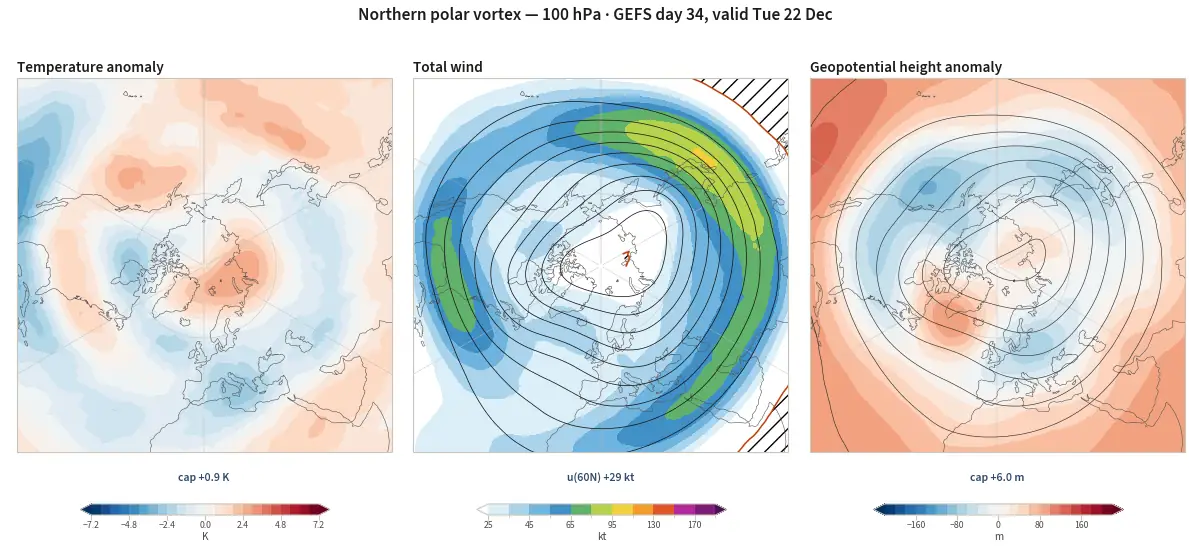 Northern polar vortex — 100 hPa · GEFS day 34, valid Tue 22 Dec
Temperature anomaly
Total wind
Geopotential height anomaly
cap +0.9 K
u(60N) +29 kt
cap +6.0 m
−7.2 −4.8 −2.4 0.0 2.4 4.8 7.2
K
25 45 65 95 130 170
kt
−160 −80 0 80 160
m